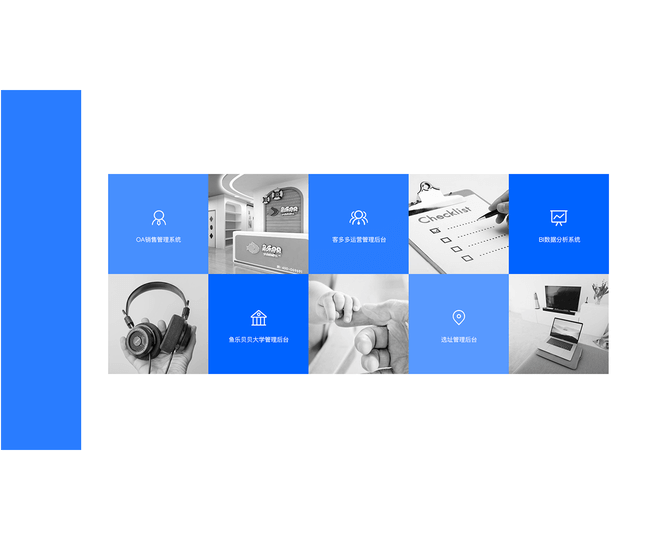 OA销售管理系统
客多多运营管理后台
Checklist
BI数据分析系统
鱼乐贝贝大学管理后台
选址管理后台